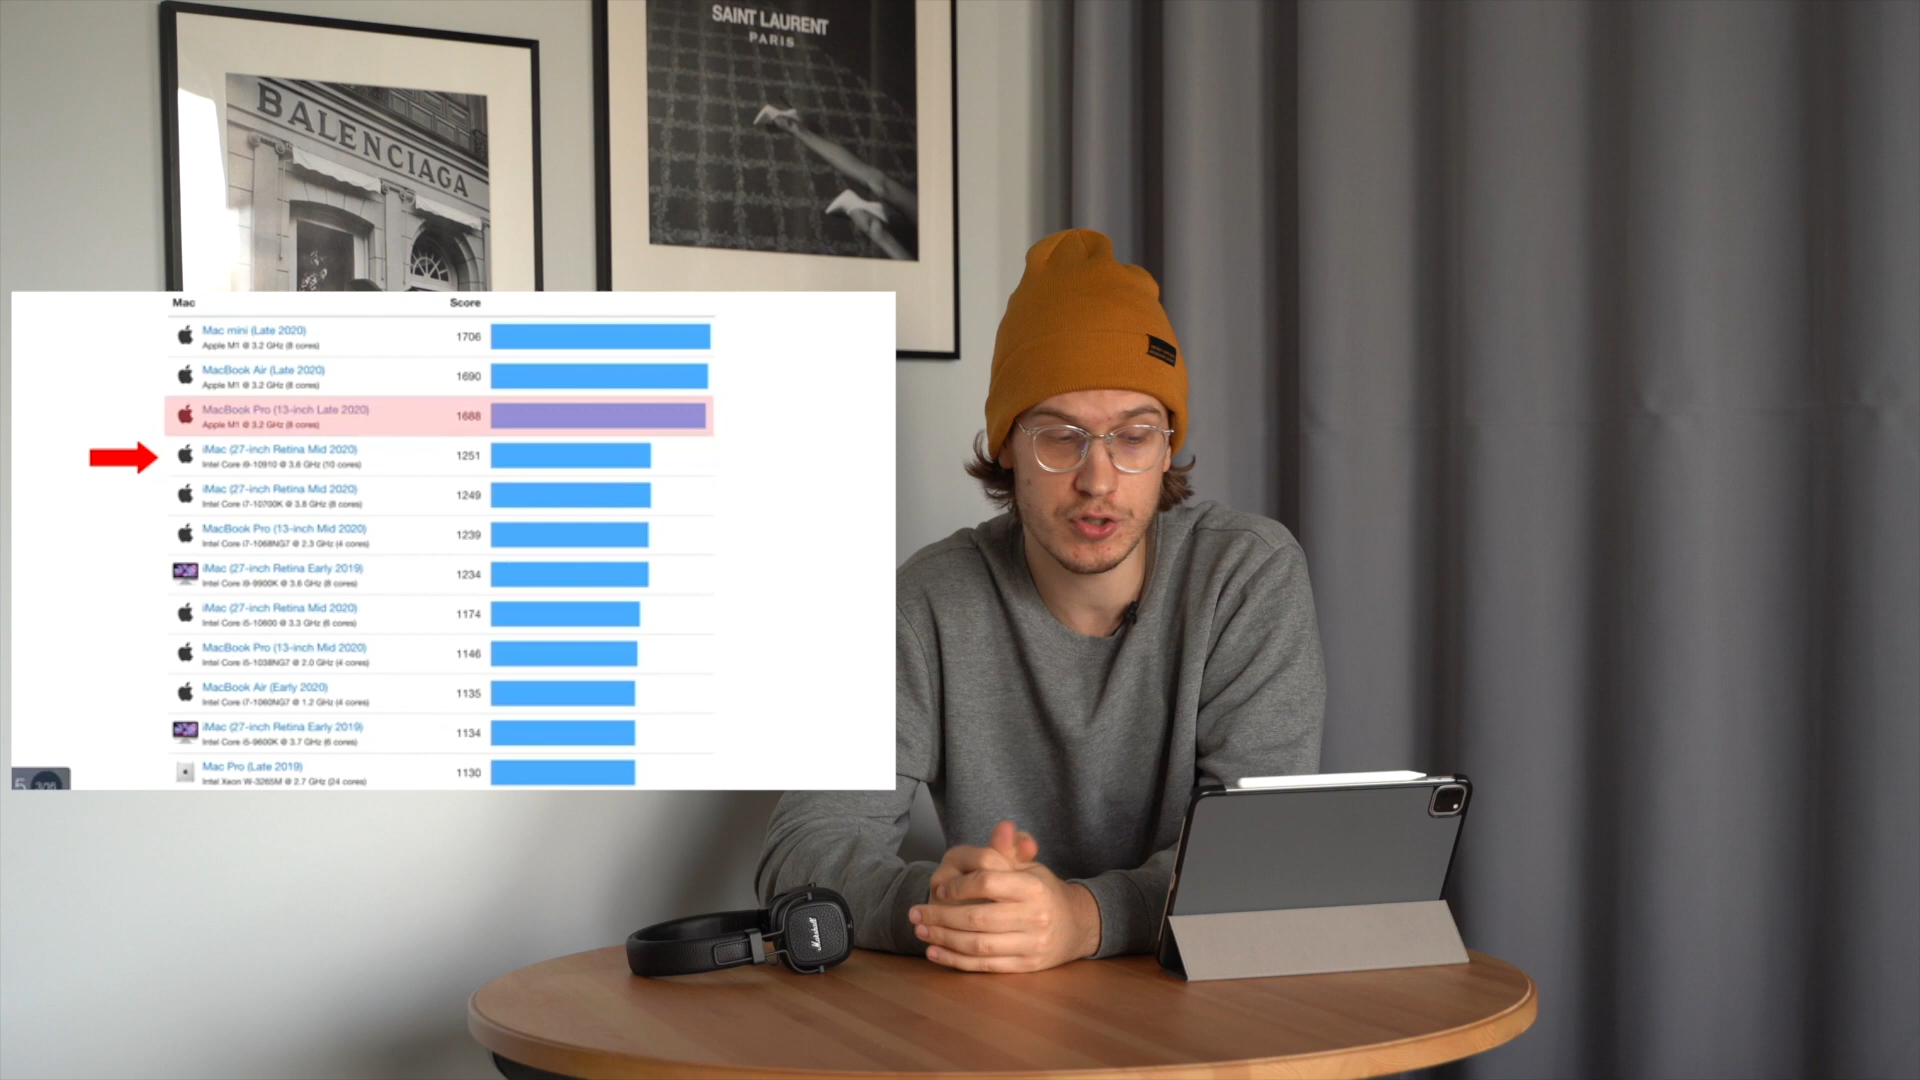 SAINT LAURENT
PARIS
BALENCIAGA
Mac Score
Mac mini (Late 2020) 1706
Apple M1 @ 3.2 GHz (8 cores)
MacBook Air (Late 2020) 1690
Apple M1 @ 3.2 GHz (8 cores)
MacBook Pro (13-inch Late 2020) 1688
Apple M1 @ 3.2 GHz (8 cores)
iMac (27-inch Retina Mid 2020) 1251
Intel Core i9-10910 @ 3.6 GHz (10 cores)
iMac (27-inch Retina Mid 2020) 1249
Intel Core i7-10700K @ 3.8 GHz (8 cores)
MacBook Pro (13-inch Mid 2020) 1239
Intel Core i7-1068NG7 @ 2.3 GHz (4 cores)
iMac (27-inch Retina Early 2019) 1234
Intel Core i9-9900K @ 3.6 GHz (8 cores)
iMac (27-inch Retina Mid 2020) 1174
Intel Core i5-10600 @ 3.3 GHz (6 cores)
MacBook Pro (13-inch Mid 2020) 1146
Intel Core i5-1038NG7 @ 2.0 GHz (4 cores)
MacBook Air (Early 2020) 1135
Intel Core i7-1060NG7 @ 1.2 GHz (4 cores)
iMac (27-inch Retina Early 2019) 1134
Intel Core i5-9600K @ 3.7 GHz (6 cores)
Mac Pro (Late 2019) 1130
Intel Xeon W-3265M @ 2.7 GHz (24 cores)
Marshall